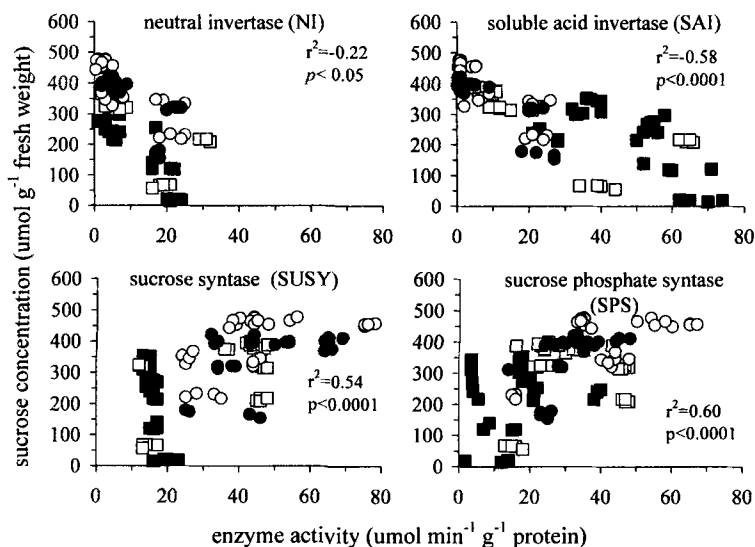 neutral invertase (NI)
r²=-0.22
p< 0.05
600
500
400
300
200
100
0
0 20 40 60 80
soluble acid invertase (SAI)
r²=-0.58
p<0.0001
600
500
400
300
200
100
0
0 20 40 60 80
sucrose syntase (SUSY)
r²=0.54
p<0.0001
600
500
400
300
200
100
0
0 20 40 60 80
sucrose phosphate syntase
(SPS)
r²=0.60
p<0.0001
600
500
400
300
200
100
0
0 20 40 60 80
sucrose concentration (umol g⁻¹ fresh weight)
enzyme activity (umol min⁻¹ g⁻¹ protein)